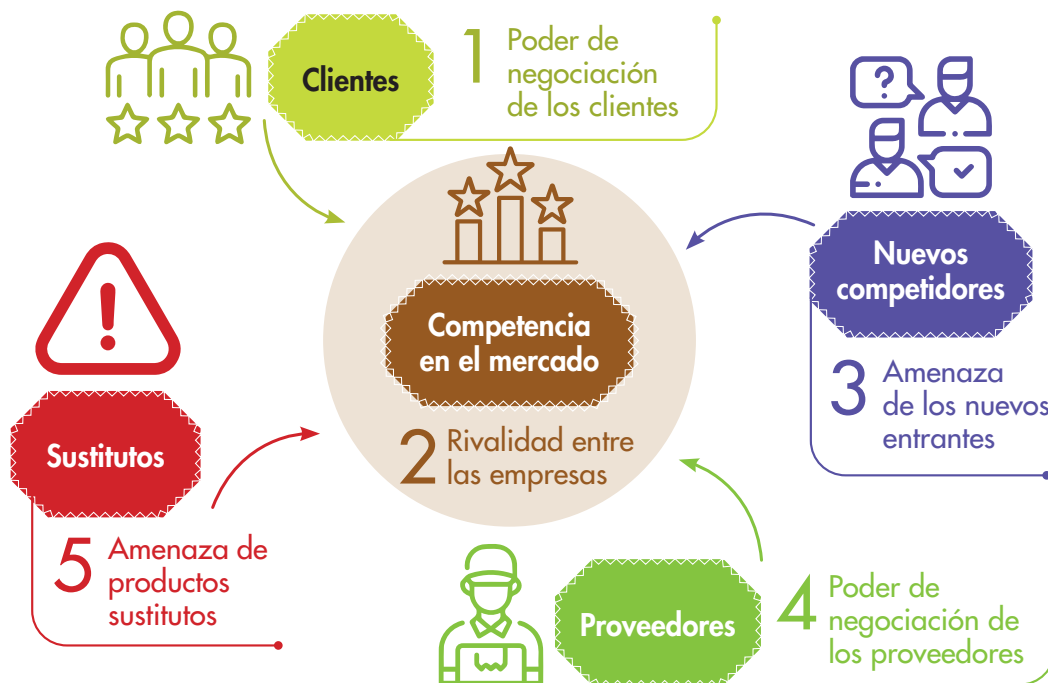 Clientes
1
Poder de
negociación
de los clientes
Competencia
en el mercado
2
Rivalidad entre
las empresas
?
Nuevos
competidores
3
Amenaza
de los nuevos
entrantes
Proveedores
4
Poder de
negociación de
los proveedores
!
Sustitutos
5
Amenaza de
productos
sustitutos